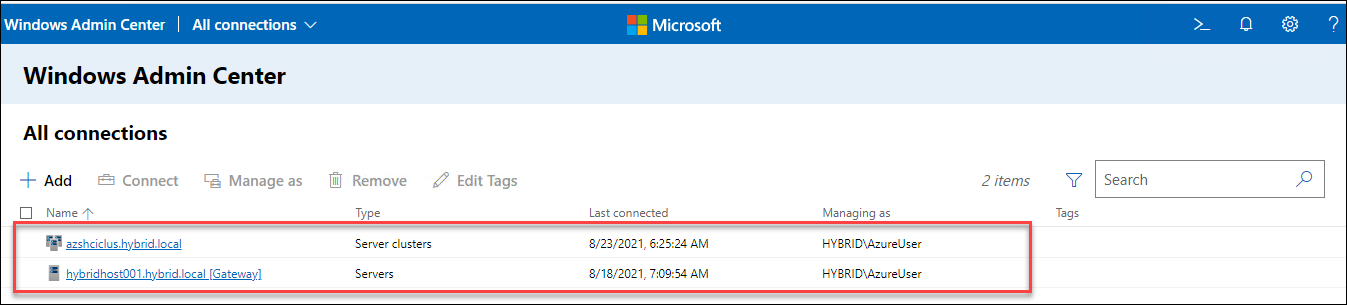 Windows Admin Center | All connections Microsoft >_ ?
Windows Admin Center
All connections
+ Add Connect Manage as Remove Edit Tags 2 items Search
Name ↑ Type Last connected Managing as Tags
azshciclus.hybrid.local Server clusters 8/23/2021, 6:25:24 AM HYBRID\AzureUser
hybridhost001.hybrid.local [Gateway] Servers 8/18/2021, 7:09:54 AM HYBRID\AzureUser